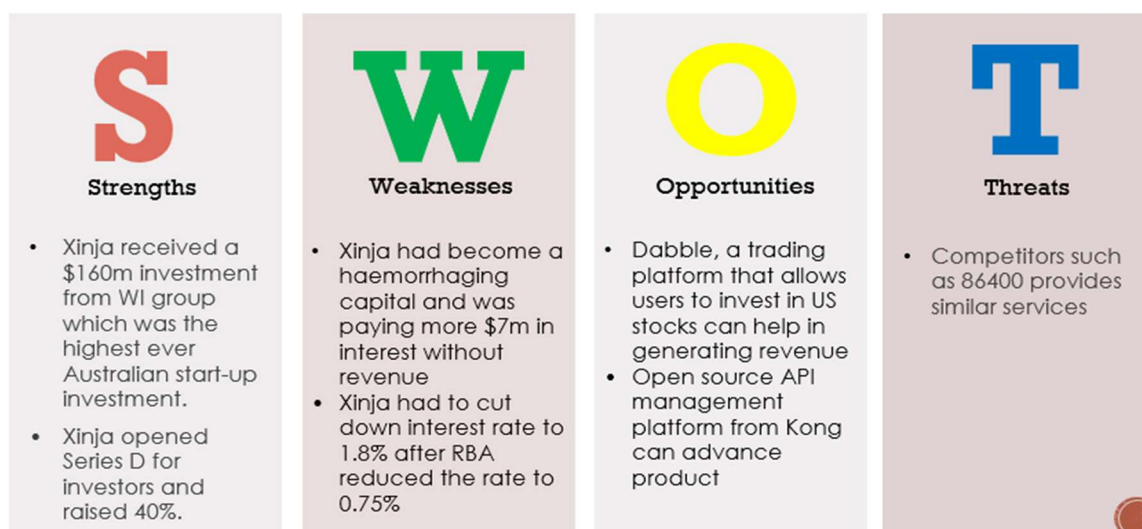 S
Strengths
• Xinja received a
$160m investment
from WI group
which was the
highest ever
Australian start-up
investment.
• Xinja opened
Series D for
investors and
raised 40%.
W
Weaknesses
• Xinja had become a
haemorrhaging
capital and was
paying more $7m in
interest without
revenue
• Xinja had to cut
down interest rate to
1.8% after RBA
reduced the rate to
0.75%
O
Opportunities
• Dabble, a trading
platform that allows
users to invest in US
stocks can help in
generating revenue
• Open source API
management
platform from Kong
can advance
product
T
Threats
• Competitors such
as 86400 provides
similar services